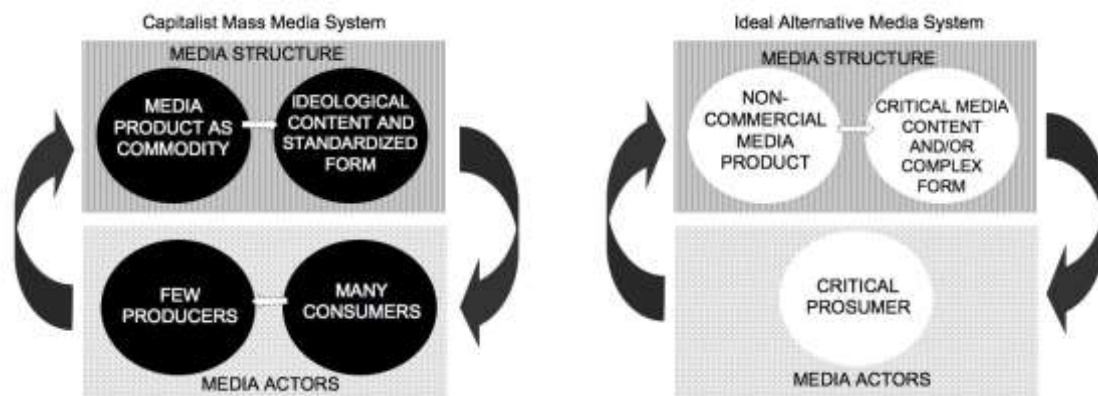 Capitalist Mass Media System
MEDIA STRUCTURE
MEDIA
PRODUCT AS
COMMODITY
IDEOLOGICAL
CONTENT AND
STANDARDIZED
FORM
FEW
PRODUCERS
MANY
CONSUMERS
MEDIA ACTORS
Ideal Alternative Media System
MEDIA STRUCTURE
NON-
COMMERCIAL
MEDIA
PRODUCT
CRITICAL MEDIA
CONTENT
AND/OR
COMPLEX
FORM
CRITICAL
PROSUMER
MEDIA ACTORS